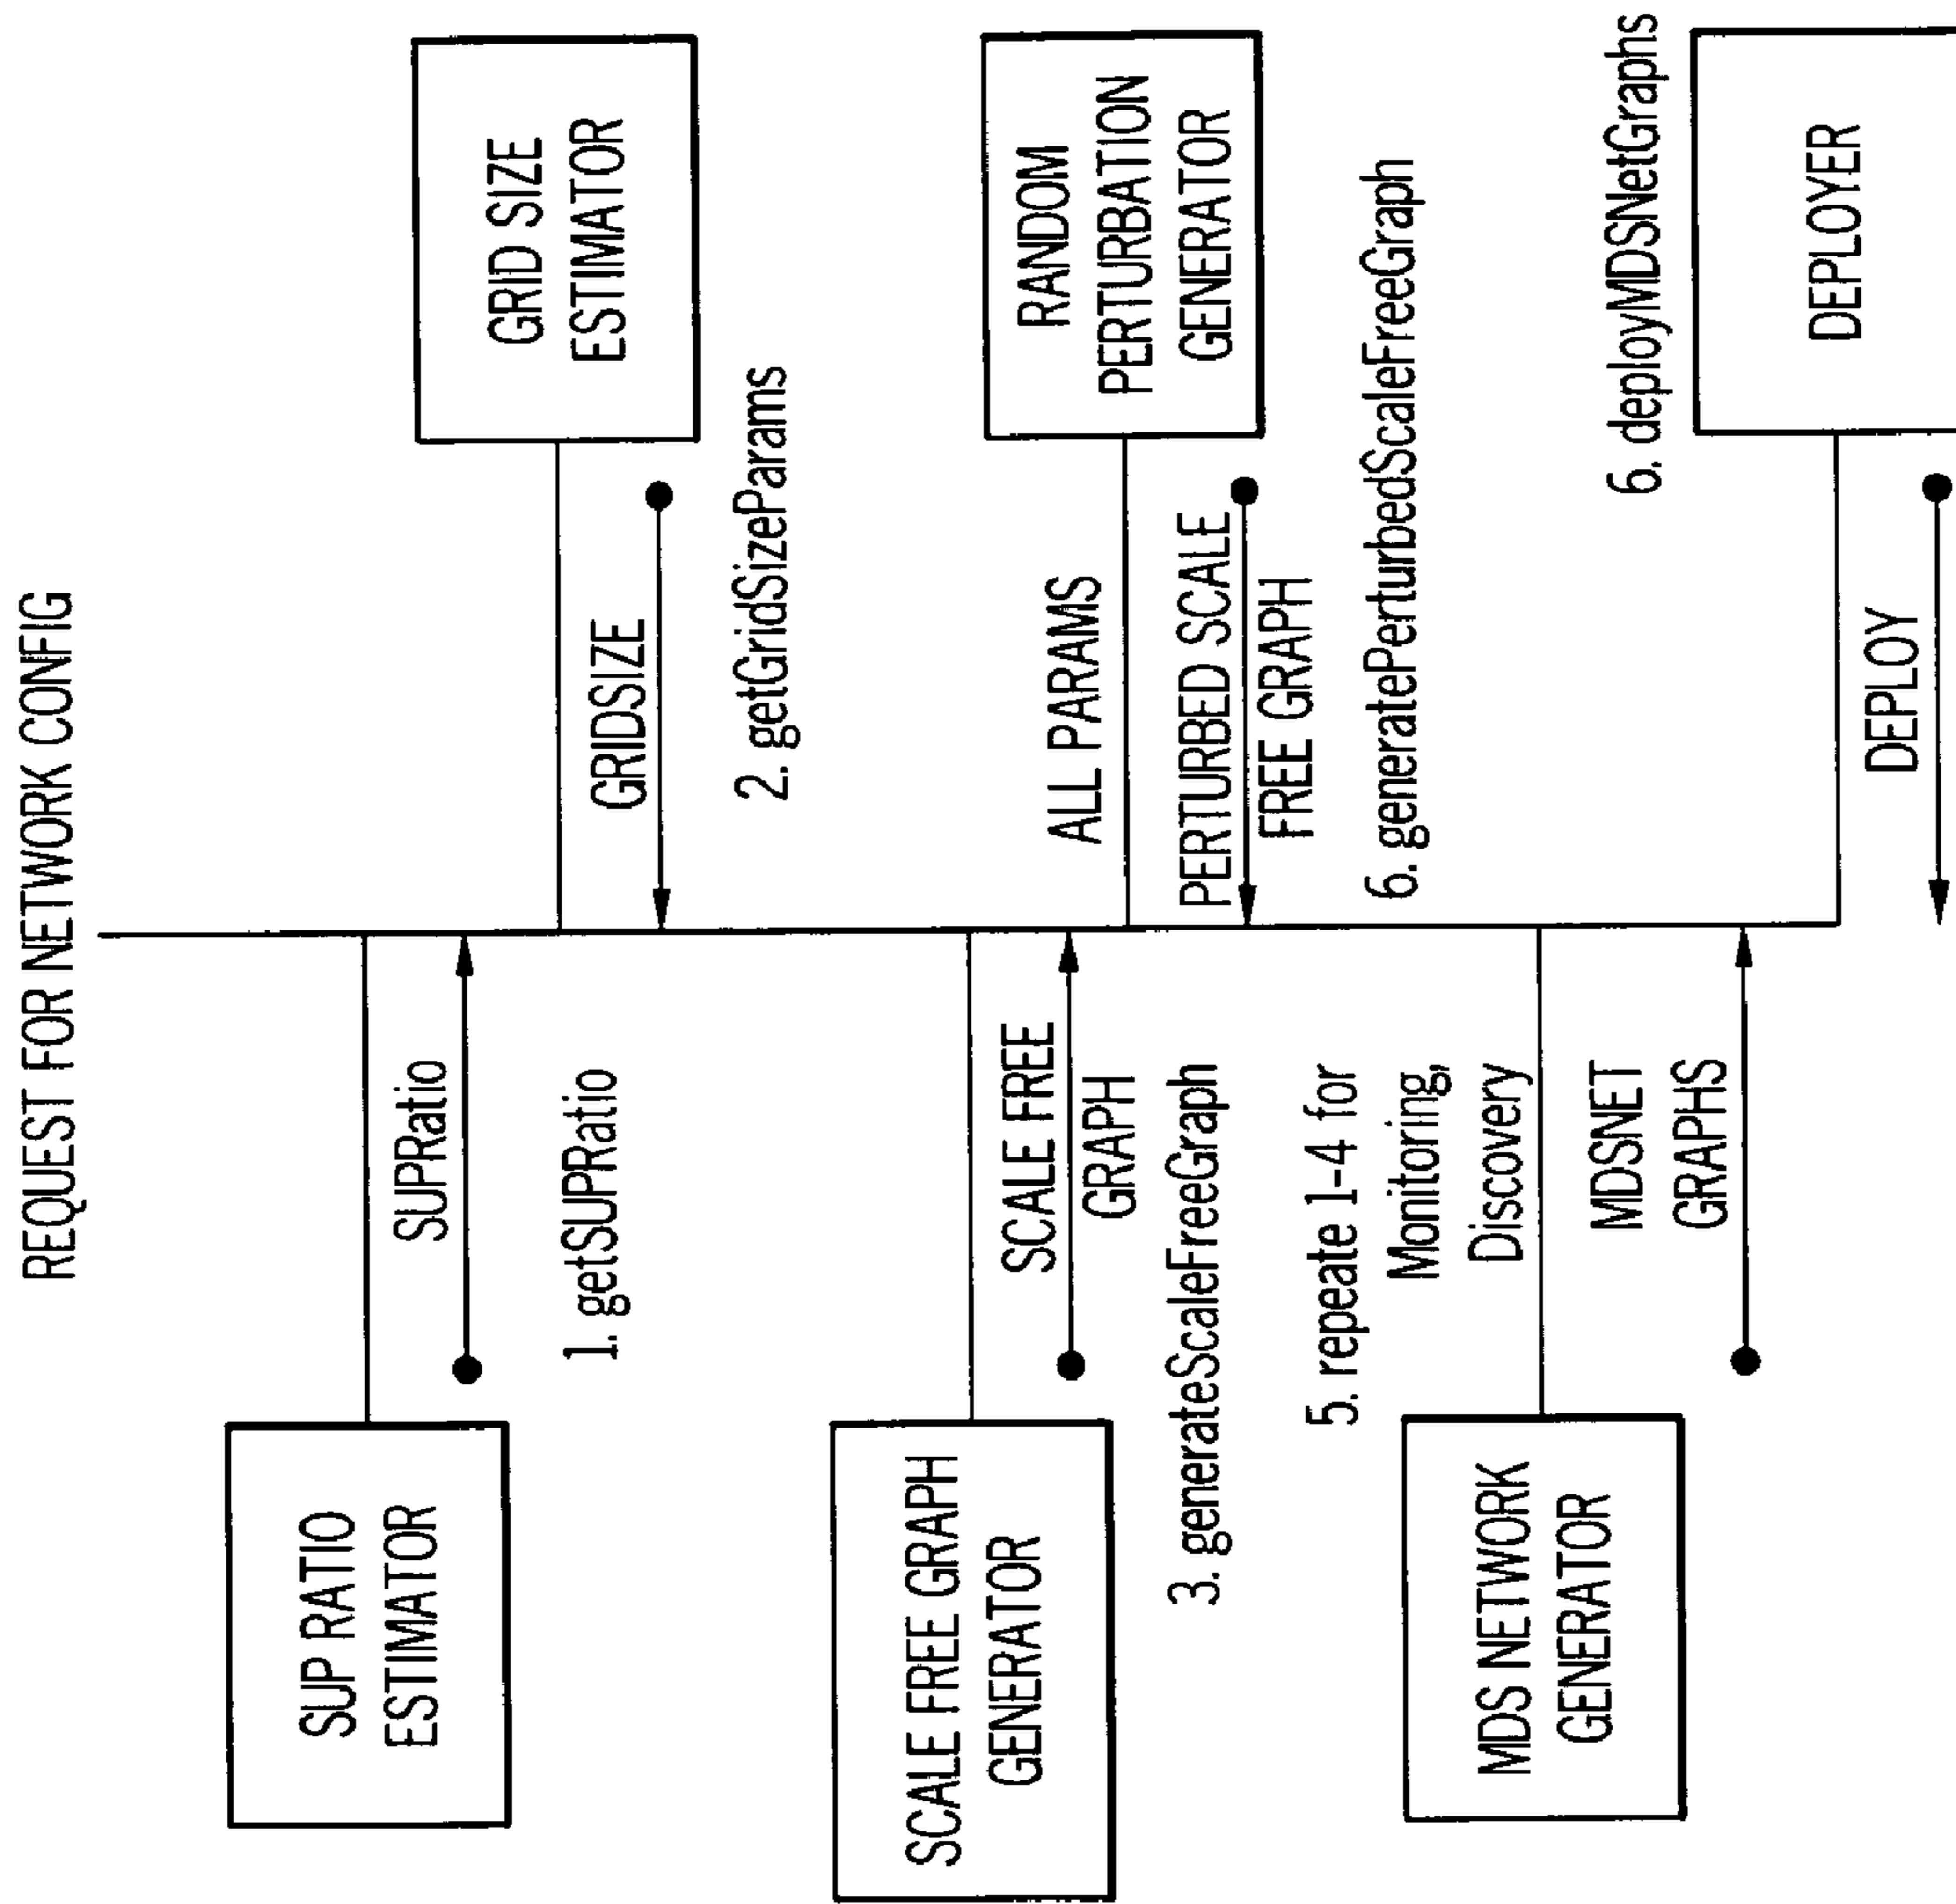 REQUEST FOR NETWORK CONFIG
SUP RATIO
ESTIMATOR
SUPRatio
1. getSUPRatio
GRID SIZE
ESTIMATOR
GRIDSIZE
2. getGridSizeParams
SCALE FREE GRAPH
GENERATOR
SCALE FREE
GRAPH
3. generateScaleFreeGraph
RANDOM
PERTURBATION
GENERATOR
ALL PARAMS
PERTURBED SCALE
FREE GRAPH
6. generatePerturbedScaleFreeGraph
5. repeate 1-4 for
Monitoring,
Discovery
MDS NETWORK
GENERATOR
MDSNET
GRAPHS
6. deployMDSNetGraphs
DEPLOYER
DEPLOY